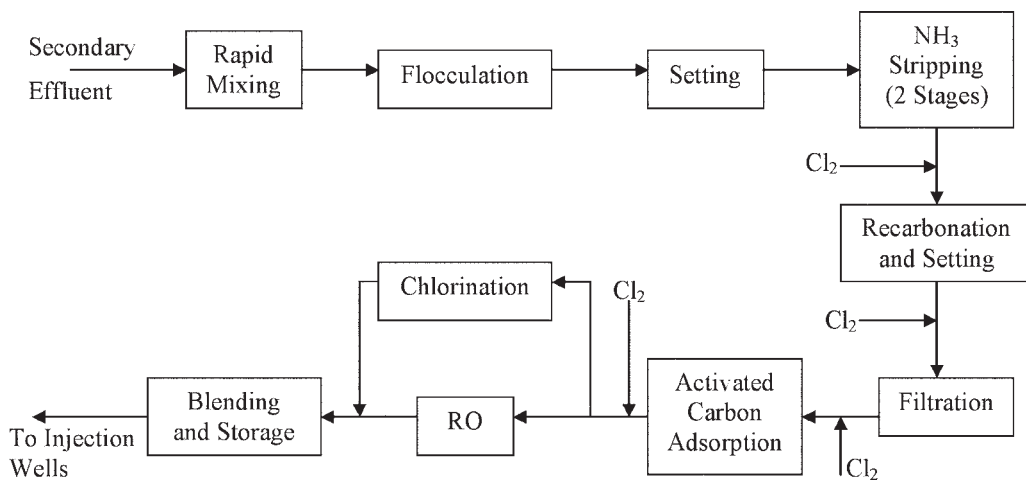 Secondary
Effluent
Rapid
Mixing
Flocculation
Setting
NH₃
Stripping
(2 Stages)
Cl₂
Recarbonation
and Setting
Cl₂
Filtration
Cl₂
Activated
Carbon
Adsorption
Cl₂
Chlorination
RO
Blending
and Storage
To Injection
Wells